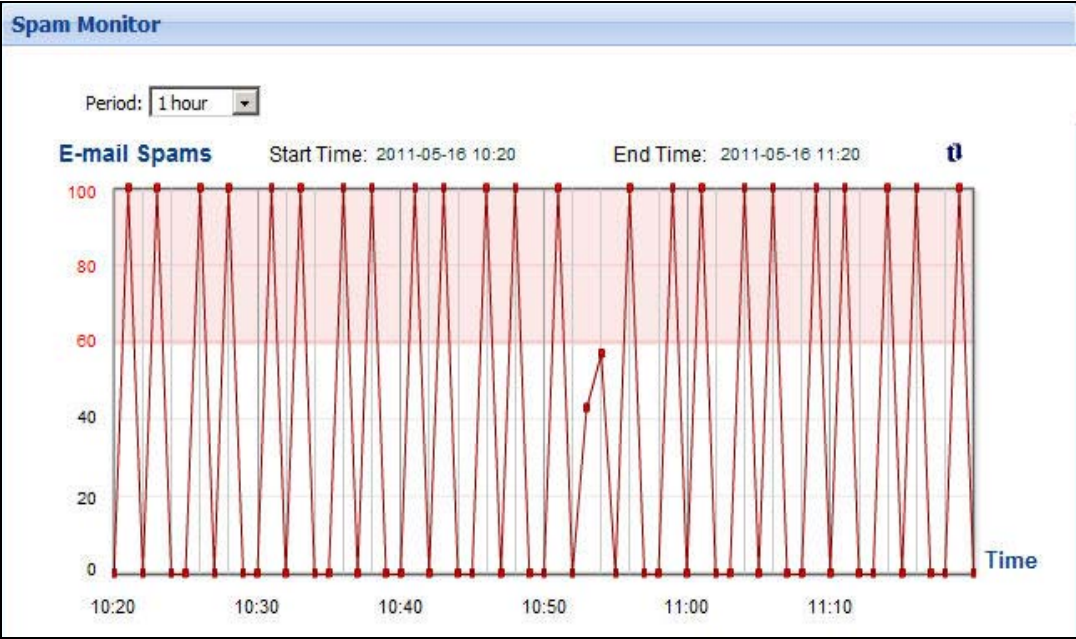 Spam Monitor
Period: 1 hour
E-mail Spams Start Time: 2011-05-16 10:20 End Time: 2011-05-16 11:20
100
80
60
40
20
0
Time
10:20 10:30 10:40 10:50 11:00 11:10